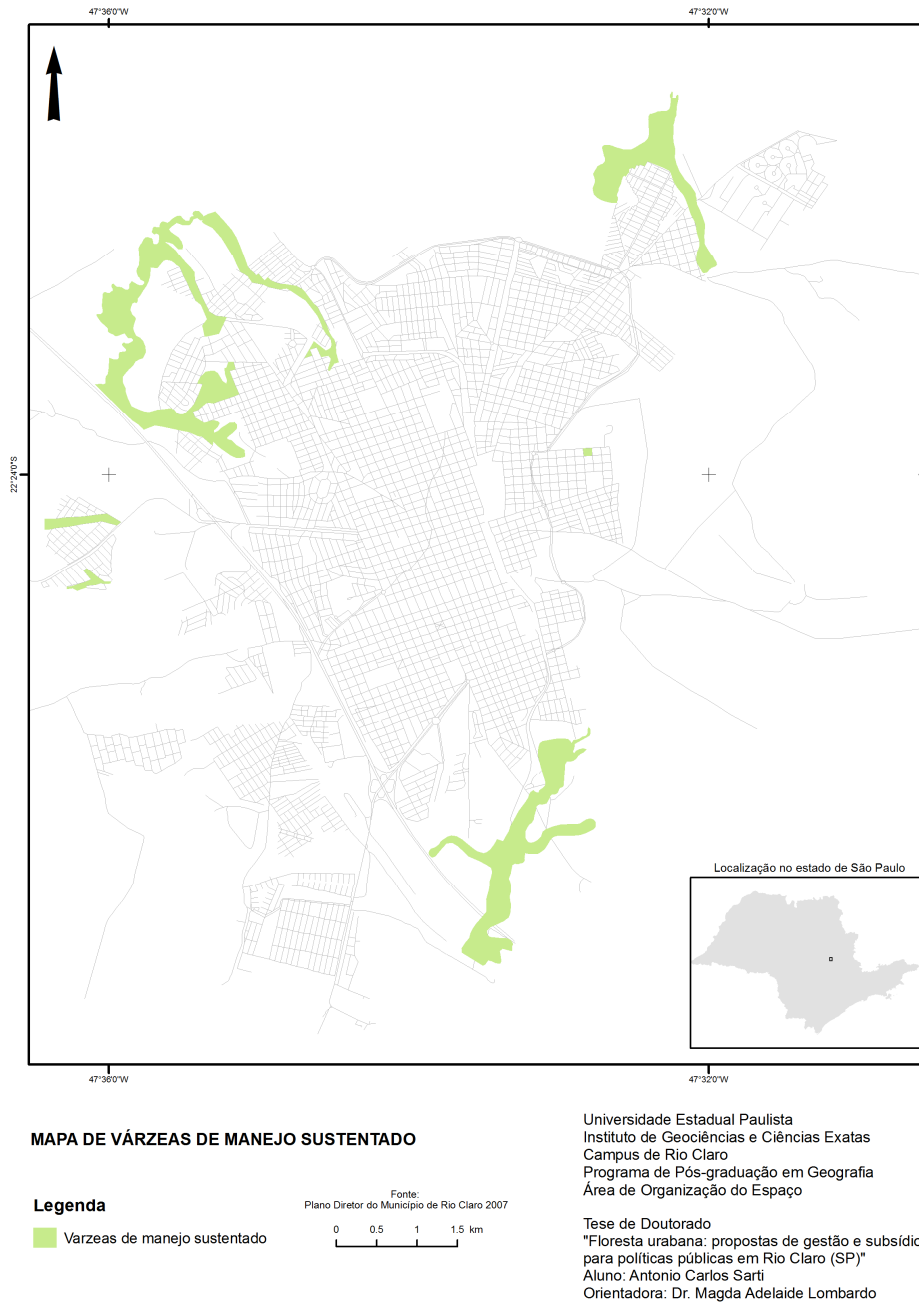 47°36'0"W
47°32'0"W
22°24'0"S
Localização no estado de São Paulo
47°36'0"W
47°32'0"W
MAPA DE VÁRZEAS DE MANEJO SUSTENTADO
Legenda
Varzeas de manejo sustentado
Fonte:
Plano Diretor do Município de Rio Claro 2007
0 0.5 1 1.5 km
Universidade Estadual Paulista
Instituto de Geociências e Ciências Exatas
Campus de Rio Claro
Programa de Pós-graduação em Geografia
Área de Organização do Espaço
Tese de Doutorado
"Floresta urabana: propostas de gestão e subsídio
para políticas públicas em Rio Claro (SP)"
Aluno: Antonio Carlos Sarti
Orientadora: Dr. Magda Adelaide Lombardo